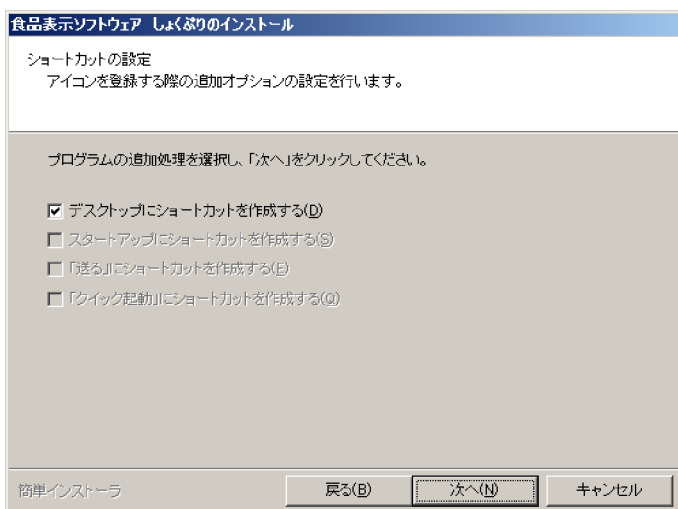 食品表示ソフトウェア しょくぷりのインストール
ショートカットの設定
アイコンを登録する際の追加オプションの設定を行います。
プログラムの追加処理を選択し、「次へ」をクリックしてください。
デスクトップにショートカットを作成する(D)
スタートアップにショートカットを作成する(S)
「送る」にショートカットを作成する(E)
「クイック起動」にショートカットを作成する(Q)
簡単インストーラ
戻る(B) 次へ(N) キャンセル